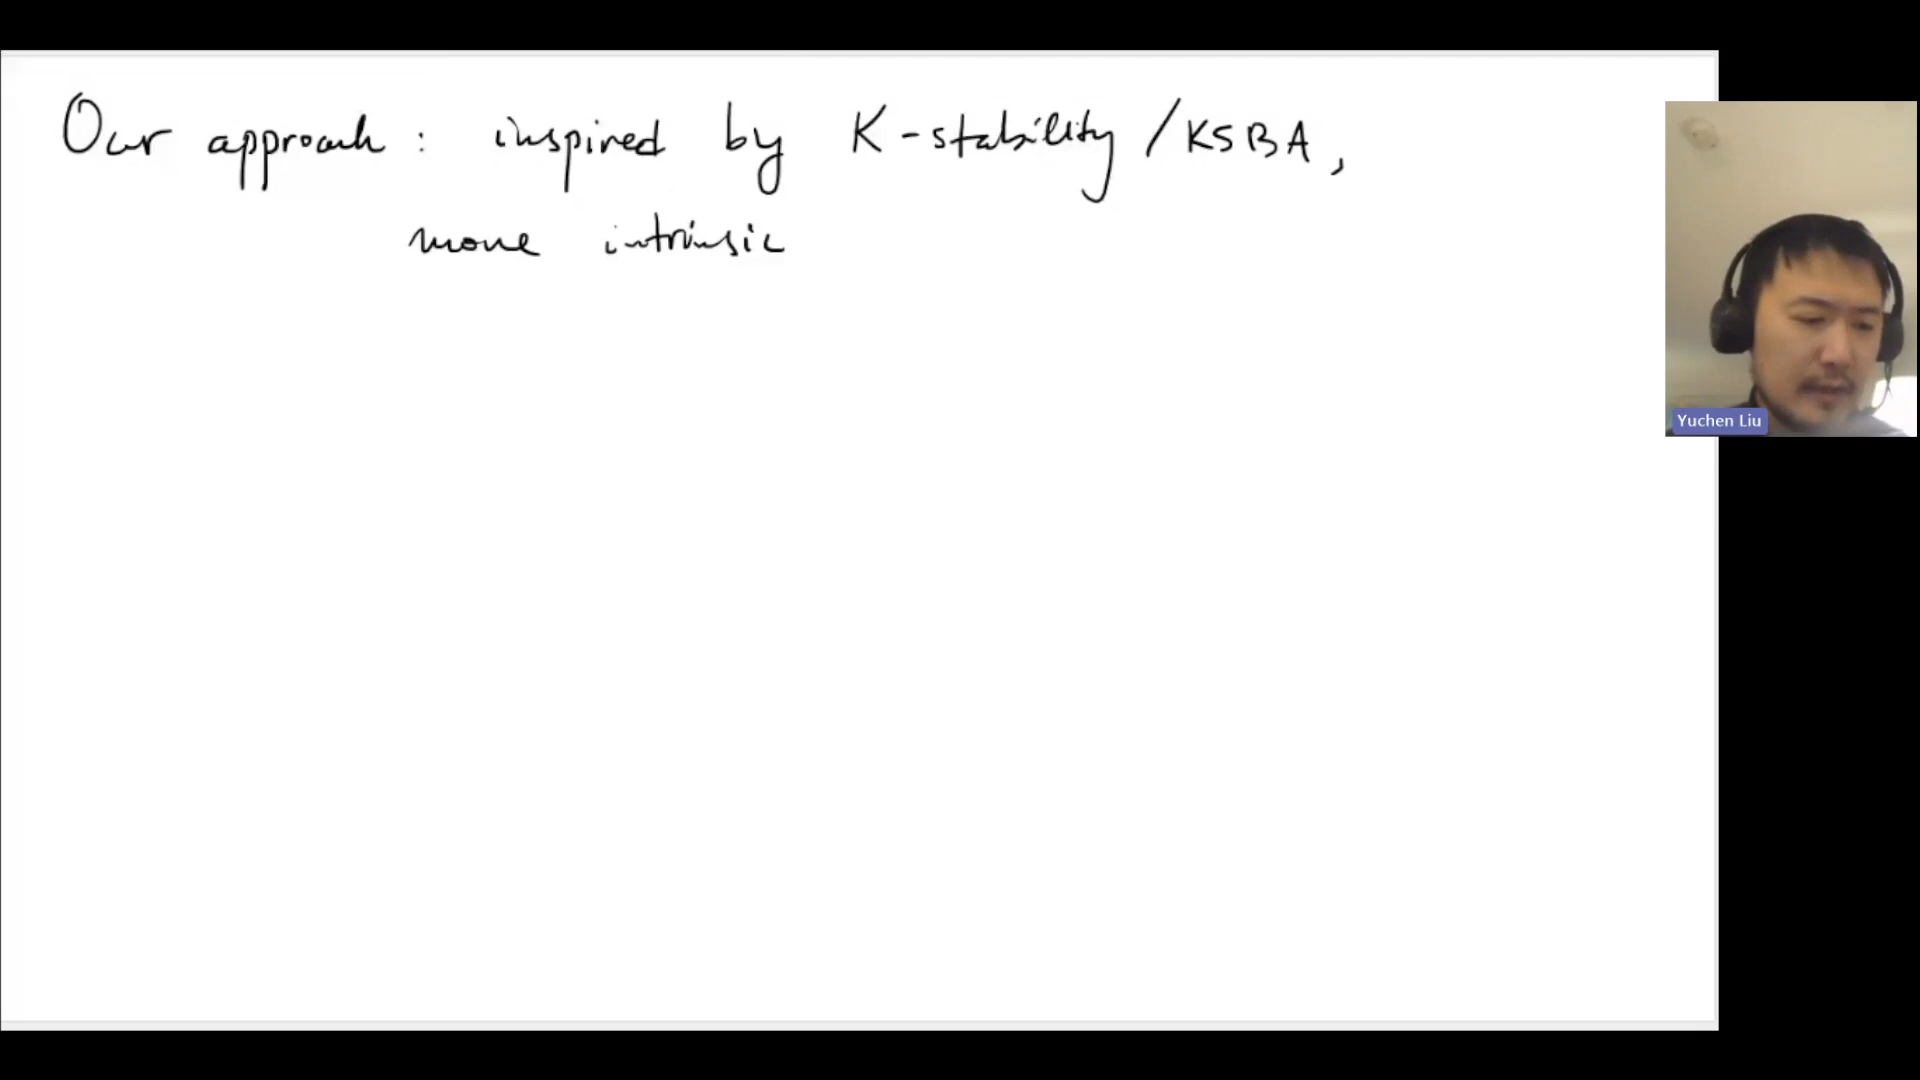 Our approach : inspired by K-stability / KSBA,
more intrinsic
Yuchen Liu